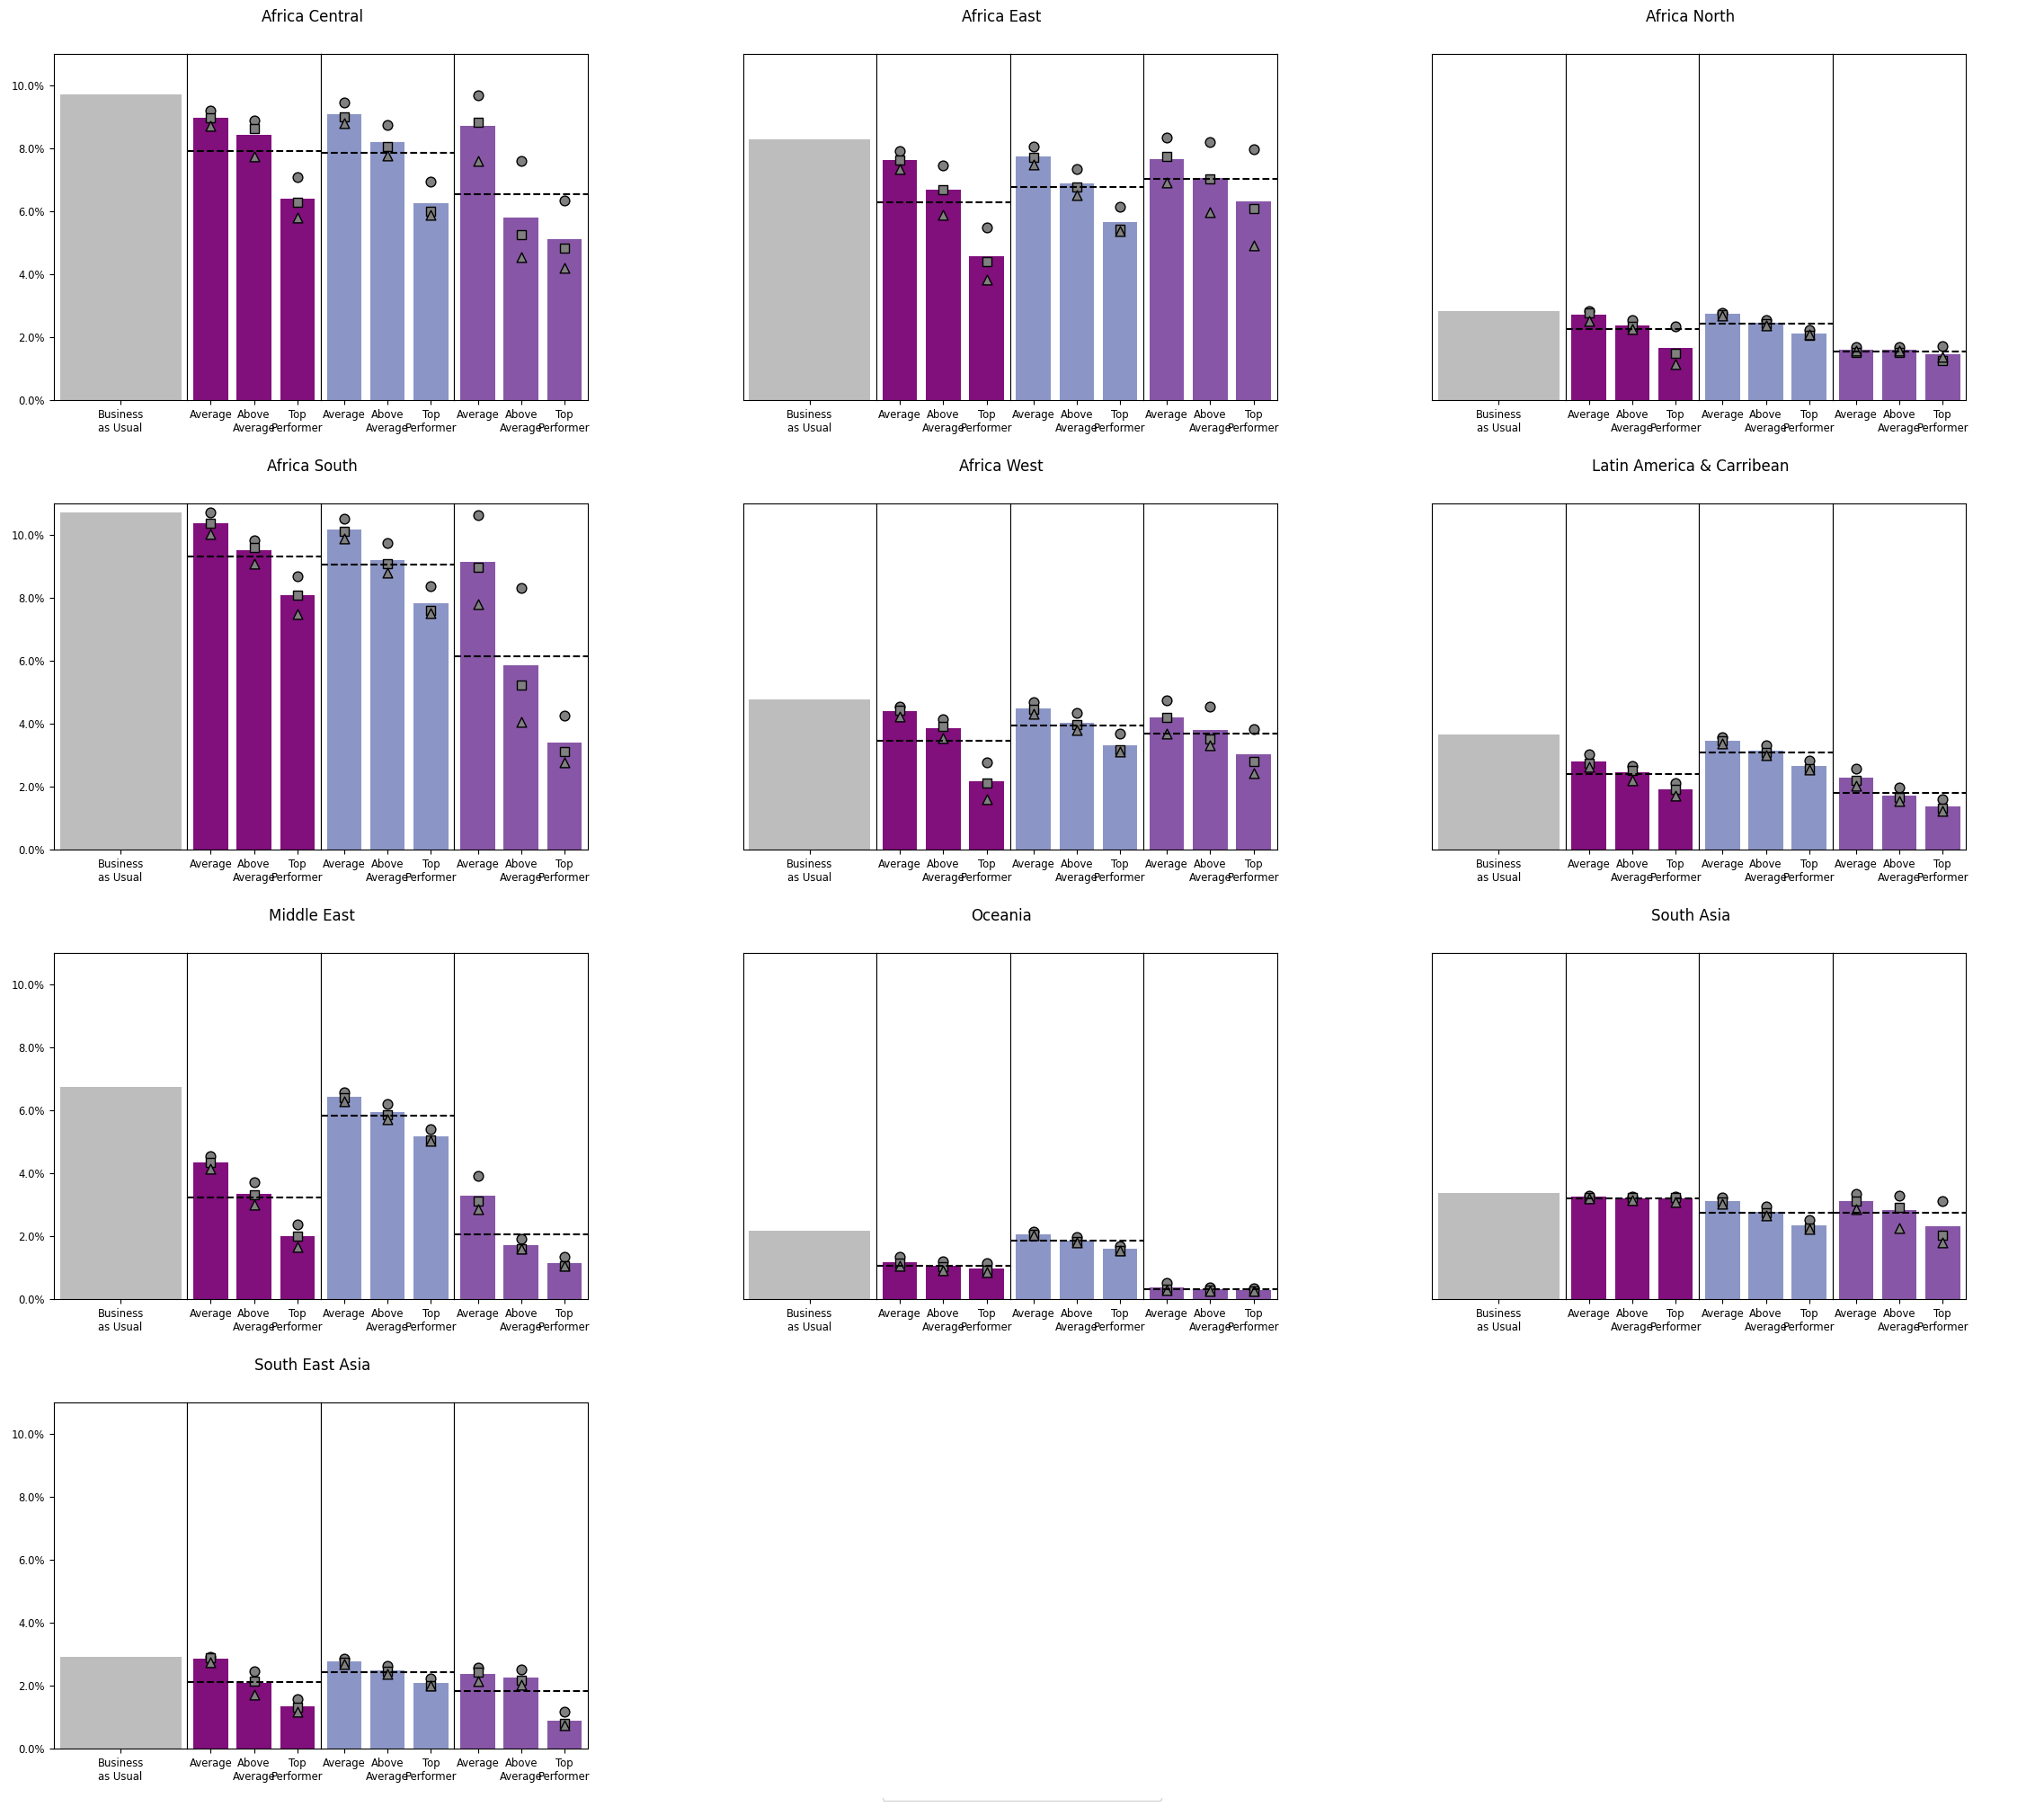 Africa Central
Africa East
Africa North
10.0%
8.0%
6.0%
4.0%
2.0%
0.0%
Business
as Usual
Average
Above
Average
Top
Performer
Average
Above
Average
Top
Performer
Average
Above
Average
Top
Performer
Business
as Usual
Average
Above
Average
Top
Performer
Average
Above
Average
Top
Performer
Average
Above
Average
Top
Performer
Business
as Usual
Average
Above
Average
Top
Performer
Average
Above
Average
Top
Performer
Average
Above
Average
Top
Performer
Africa South
Africa West
Latin America & Carribean
10.0%
8.0%
6.0%
4.0%
2.0%
0.0%
Business
as Usual
Average
Above
Average
Top
Performer
Average
Above
Average
Top
Performer
Average
Above
Average
Top
Performer
Business
as Usual
Average
Above
Average
Top
Performer
Average
Above
Average
Top
Performer
Average
Above
Average
Top
Performer
Business
as Usual
Average
Above
Average
Top
Performer
Average
Above
Average
Top
Performer
Average
Above
Average
Top
Performer
Middle East
Oceania
South Asia
10.0%
8.0%
6.0%
4.0%
2.0%
0.0%
Business
as Usual
Average
Above
Average
Top
Performer
Average
Above
Average
Top
Performer
Average
Above
Average
Top
Performer
Business
as Usual
Average
Above
Average
Top
Performer
Average
Above
Average
Top
Performer
Average
Above
Average
Top
Performer
Business
as Usual
Average
Above
Average
Top
Performer
Average
Above
Average
Top
Performer
Average
Above
Average
Top
Performer
South East Asia
10.0%
8.0%
6.0%
4.0%
2.0%
0.0%
Business
as Usual
Average
Above
Average
Top
Performer
Average
Above
Average
Top
Performer
Average
Above
Average
Top
Performer